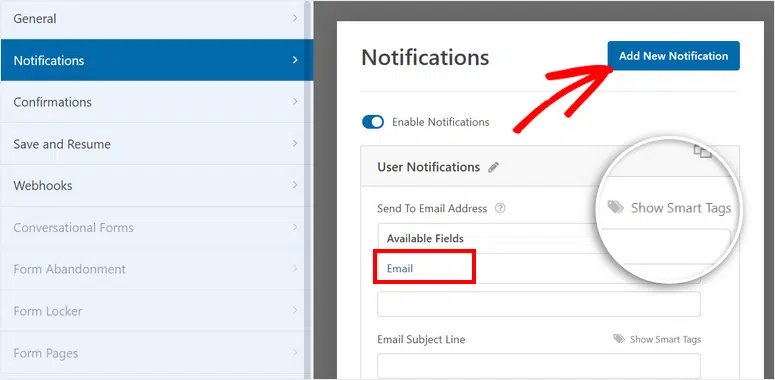 General
Notifications
Confirmations
Save and Resume
Webhooks
Conversational Forms
Form Abandonment
Form Locker
Form Pages
Notifications
Add New Notification
Enable Notifications
User Notifications
Send To Email Address
Show Smart Tags
Available Fields
Email
Email Subject Line
Show Smart Tags